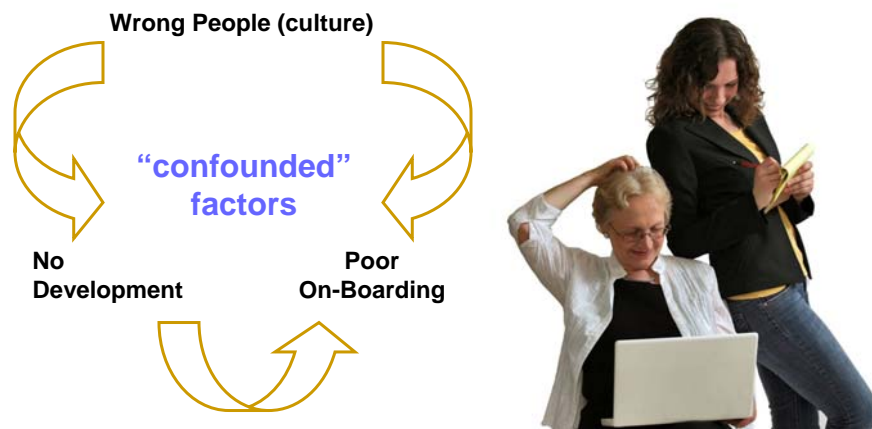 Wrong People (culture)
“confounded”
factors
No
Development
Poor
On-Boarding